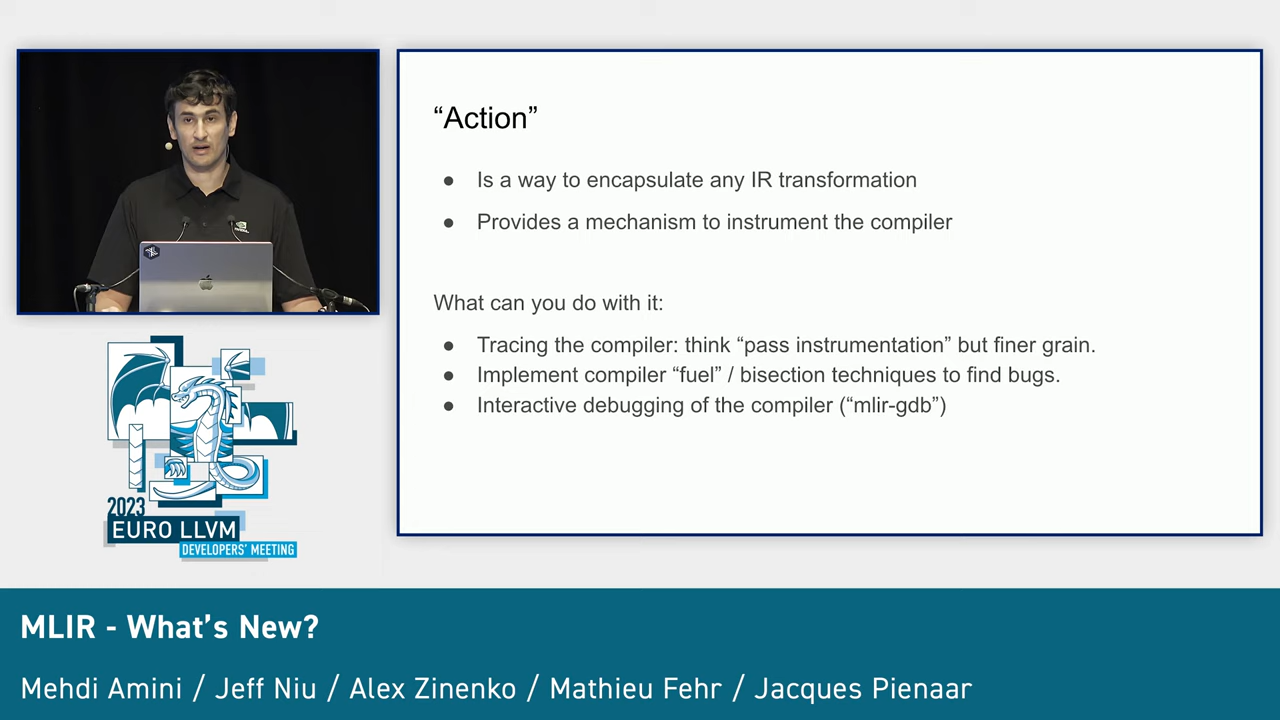 “Action”
● Is a way to encapsulate any IR transformation
● Provides a mechanism to instrument the compiler
What can you do with it:
● Tracing the compiler: think “pass instrumentation” but finer grain.
● Implement compiler “fuel” / bisection techniques to find bugs.
● Interactive debugging of the compiler (“mlir-gdb”)
2023
EURO LLVM
DEVELOPERS’ MEETING
MLIR - What’s New?
Mehdi Amini / Jeff Niu / Alex Zinenko / Mathieu Fehr / Jacques Pienaar